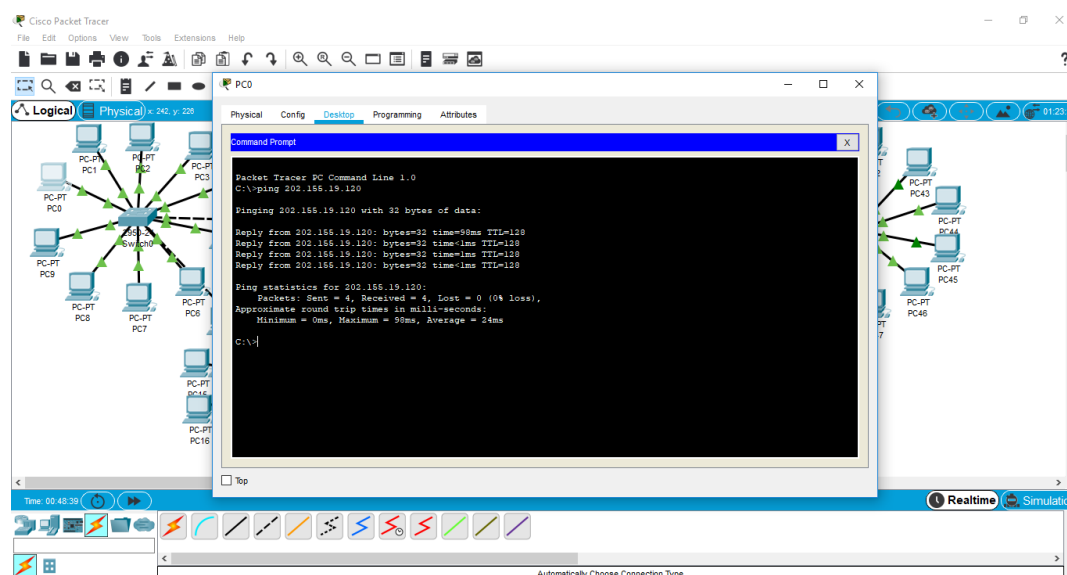 Cisco Packet Tracer
File Edit Options View Tools Extensions Help
PC0
Logical Physical x: 242, y: 226
01:23
Physical Config Desktop Programming Attributes
Command Prompt
X
Packet Tracer PC Command Line 1.0
C:\>ping 202.155.19.120
Pinging 202.155.19.120 with 32 bytes of data:
Reply from 202.155.19.120: bytes=32 time=98ms TTL=128
Reply from 202.155.19.120: bytes=32 time<1ms TTL=128
Reply from 202.155.19.120: bytes=32 time=1ms TTL=128
Reply from 202.155.19.120: bytes=32 time<1ms TTL=128
Ping statistics for 202.155.19.120:
Packets: Sent = 4, Received = 4, Lost = 0 (0% loss),
Approximate round trip times in milli-seconds:
Minimum = 0ms, Maximum = 98ms, Average = 24ms
C:\>
Top
PC-PT
PC1
PC-PT
PC2
PC-PT
PC3
PC-PT
PC0
Switch0
PC-PT
PC9
PC-PT
PC8
PC-PT
PC7
PC-PT
PC6
PC-PT
PC15
PC-PT
PC16
PC-PT
PC43
PC-PT
PC44
PC-PT
PC45
PC-PT
PC46
Time: 00:48:39
Realtime
Simulatio
Automatically Choose Connection Type